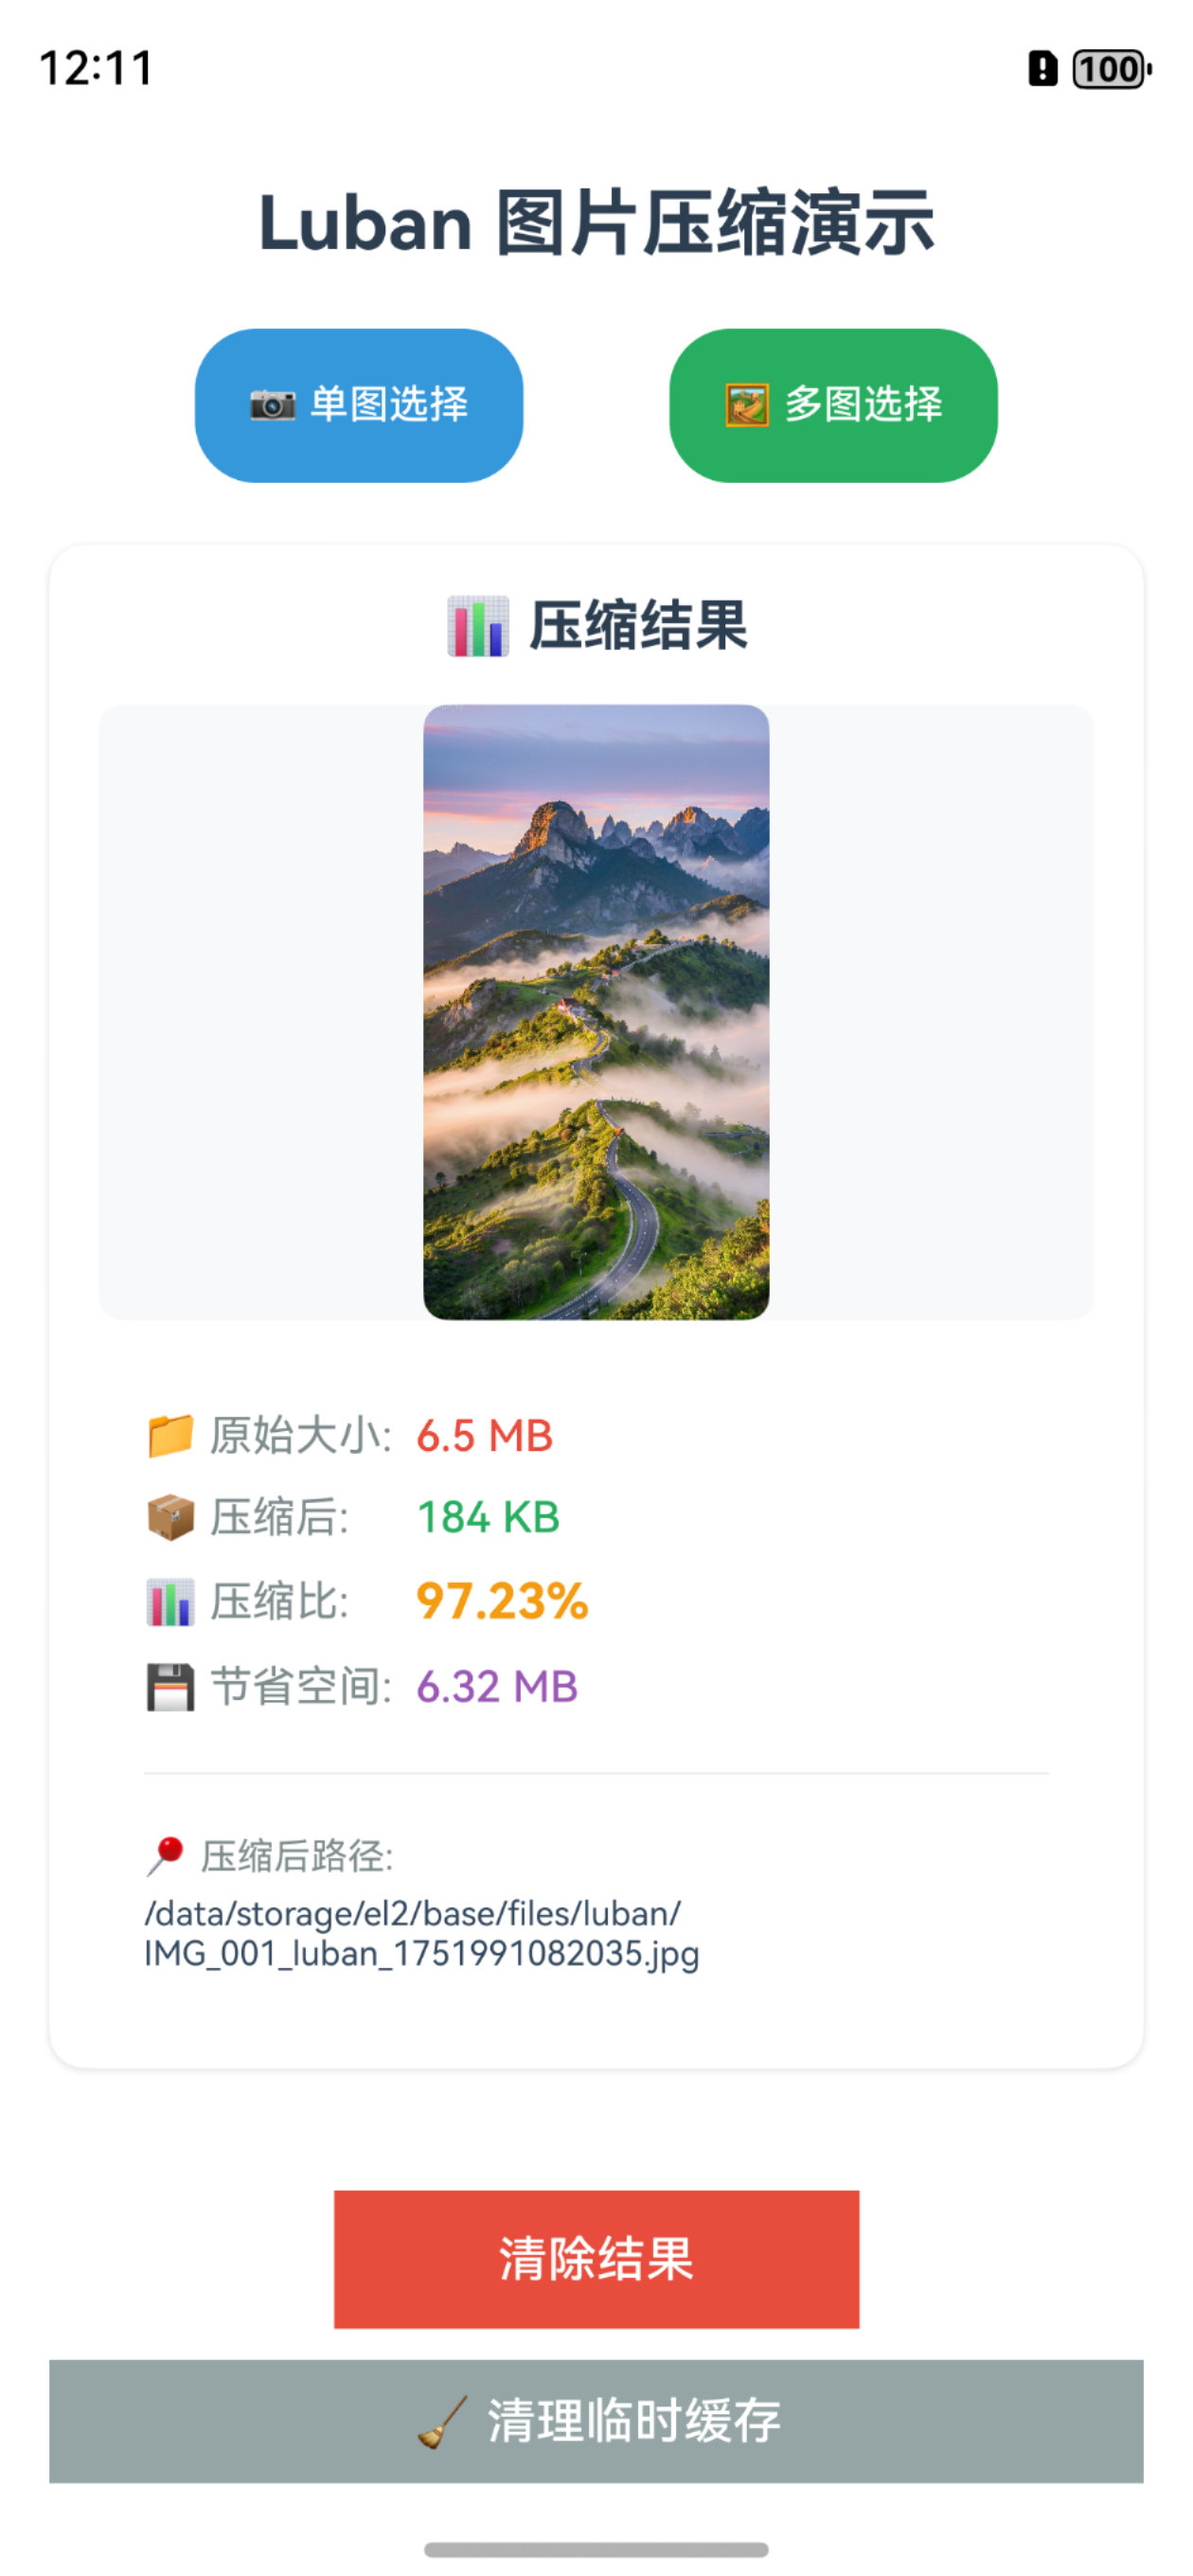 12:11
100
Luban 图片压缩演示
单图选择
多图选择
压缩结果
原始大小: 6.5 MB
压缩后: 184 KB
压缩比: 97.23%
节省空间: 6.32 MB
压缩后路径:
/data/storage/el2/base/files/luban/
IMG_001_luban_1751991082035.jpg
清除结果
清理临时缓存